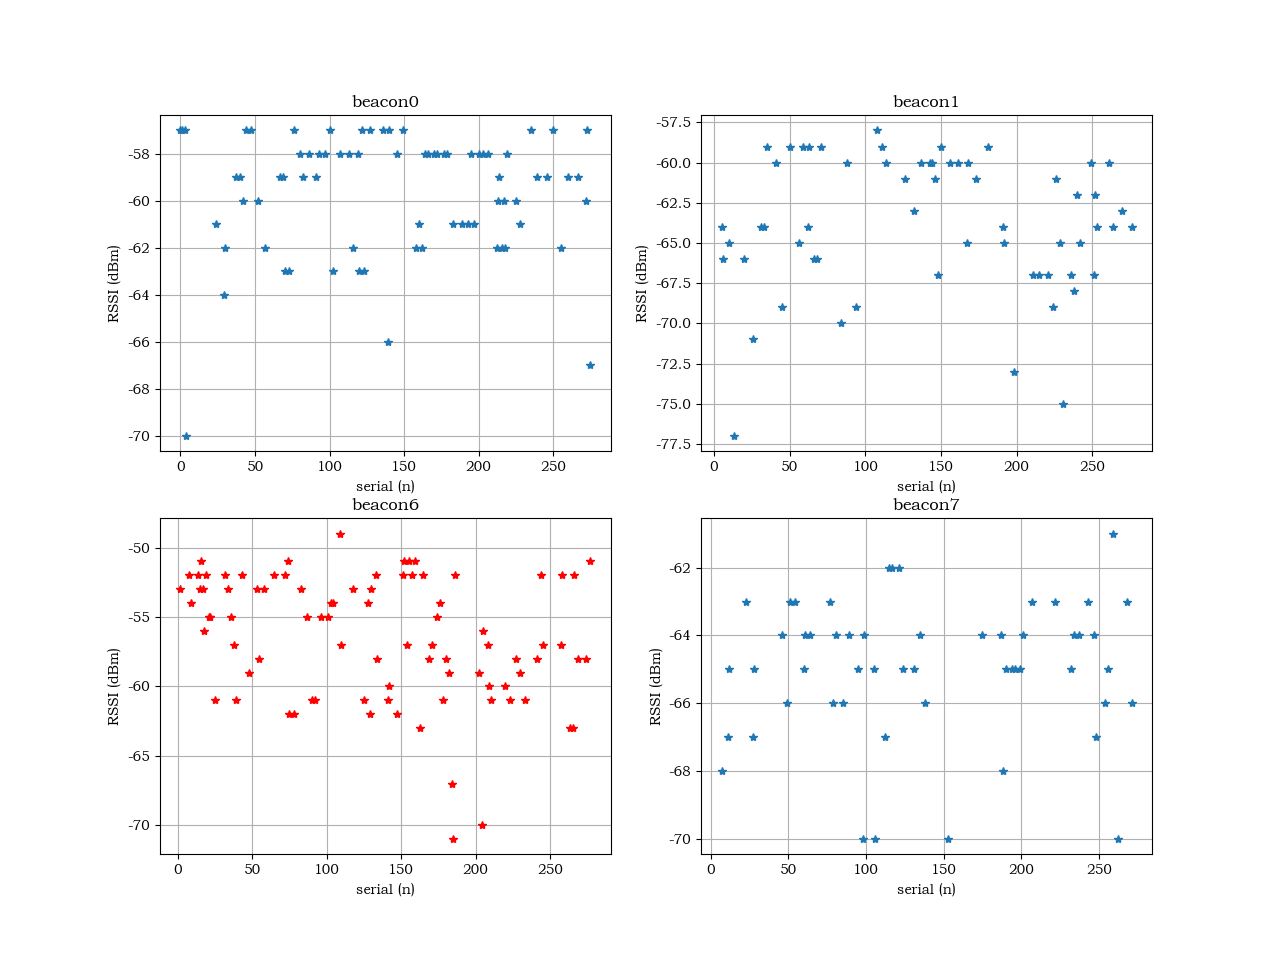 beacon0
-58
-60
-62
-64
-66
-68
-70
RSSI (dBm)
0 50 100 150 200 250
serial (n)
beacon1
-57.5
-60.0
-62.5
-65.0
-67.5
-70.0
-72.5
-75.0
-77.5
RSSI (dBm)
0 50 100 150 200 250
serial (n)
beacon6
-50
-55
-60
-65
-70
RSSI (dBm)
0 50 100 150 200 250
serial (n)
beacon7
-62
-64
-66
-68
-70
RSSI (dBm)
0 50 100 150 200 250
serial (n)